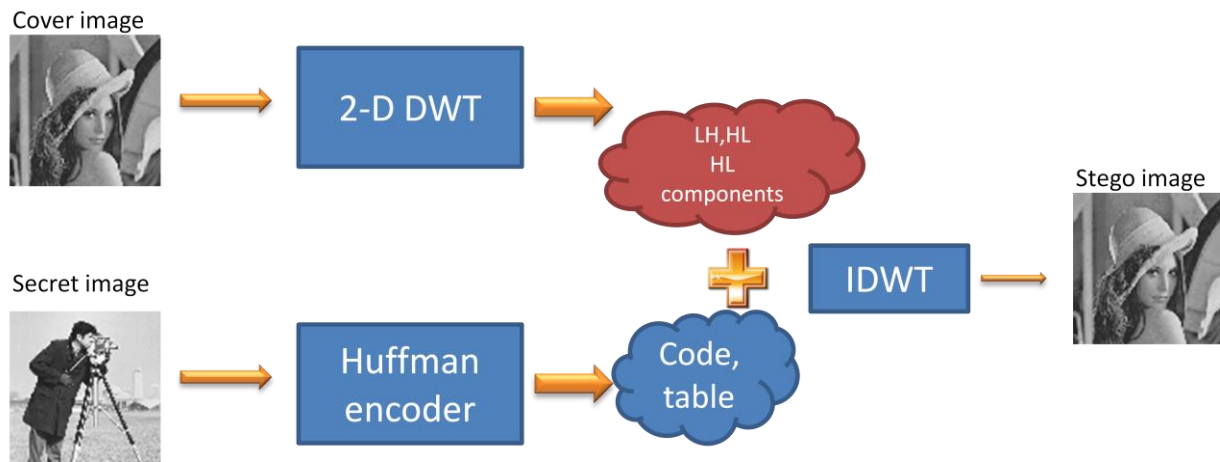 Cover image
2-D DWT
LH,HL
HL
components
Stego image
IDWT
Secret image
Huffman
encoder
Code,
table